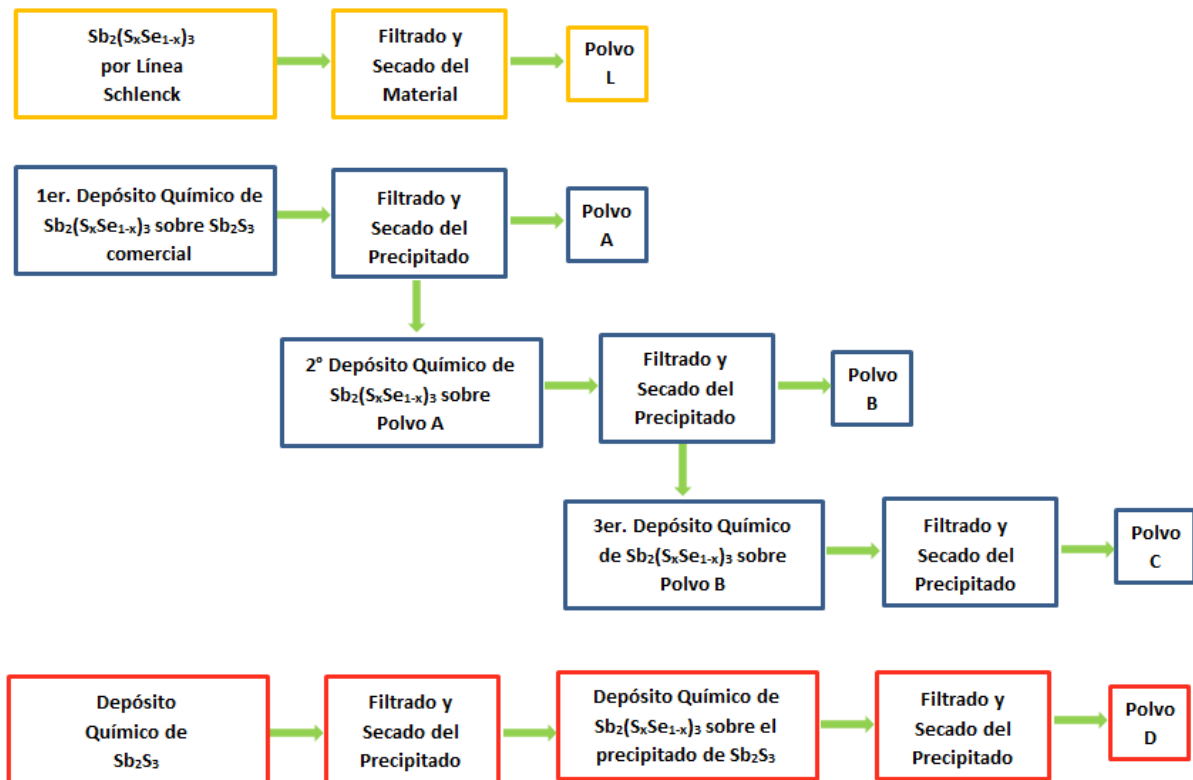 Sb₂(SₓSe₁₋ₓ)₃
por Línea
Schlenck
Filtrado y
Secado del
Material
Polvo
L
1er. Depósito Químico de
Sb₂(SₓSe₁₋ₓ)₃ sobre Sb₂S₃
comercial
Filtrado y
Secado del
Precipitado
Polvo
A
2° Depósito Químico de
Sb₂(SₓSe₁₋ₓ)₃ sobre
Polvo A
Filtrado y
Secado del
Precipitado
Polvo
B
3er. Depósito Químico
de Sb₂(SₓSe₁₋ₓ)₃ sobre
Polvo B
Filtrado y
Secado del
Precipitado
Polvo
C
Depósito
Químico de
Sb₂S₃
Filtrado y
Secado del
Precipitado
Depósito Químico de
Sb₂(SₓSe₁₋ₓ)₃ sobre el
precipitado de Sb₂S₃
Filtrado y
Secado del
Precipitado
Polvo
D